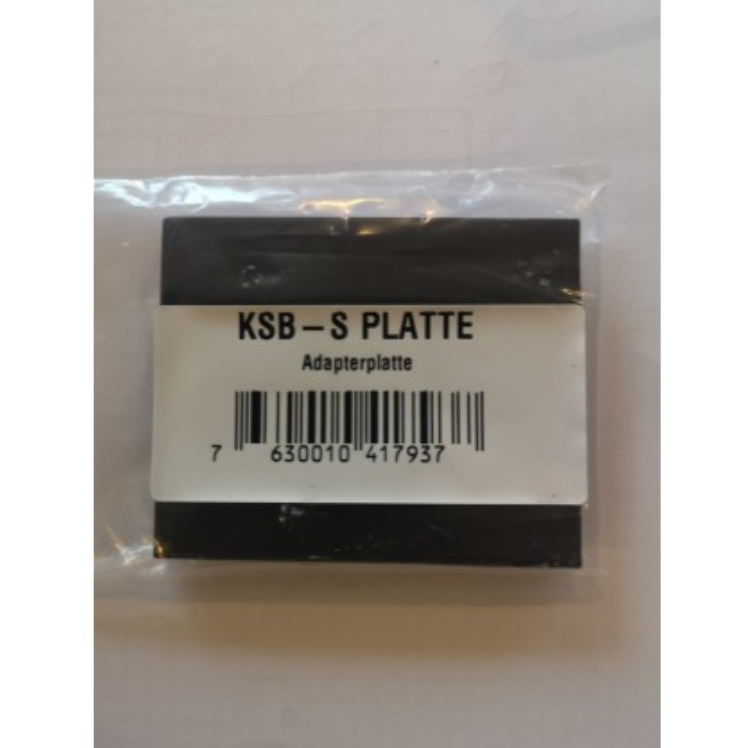 KSB – S PLATTE
Adapterplatte
7 630010 417937